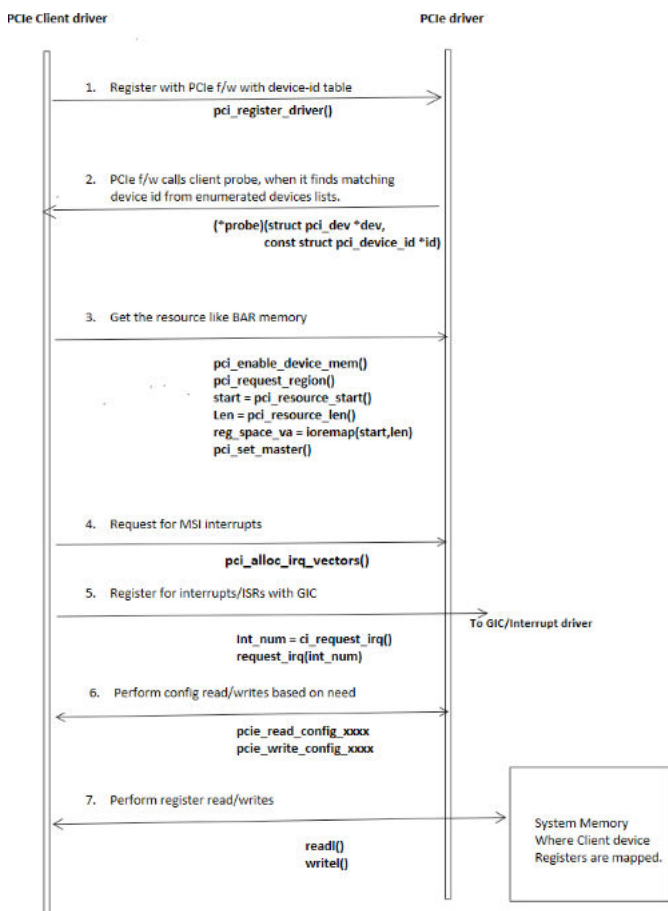 PCIe Client driver
PCIe driver
1. Register with PCIe f/w with device-id table
pci_register_driver()
2. PCIe f/w calls client probe, when it finds matching
device id from enumerated devices lists.
(*probe)(struct pci_dev *dev,
const struct pci_device_id *id)
3. Get the resource like BAR memory
pci_enable_device_mem()
pci_request_region()
start = pci_resource_start()
Len = pci_resource_len()
reg_space_va = ioremap(start,len)
pci_set_master()
4. Request for MSI interrupts
pci_alloc_irq_vectors()
5. Register for interrupts/ISRs with GIC
To GIC/Interrupt driver
Int_num = ci_request_irq()
request_irq(int_num)
6. Perform config read/writes based on need
pcie_read_config_xxxx
pcie_write_config_xxxx
7. Perform register read/writes
readl()
writel()
System Memory
Where Client device
Registers are mapped.